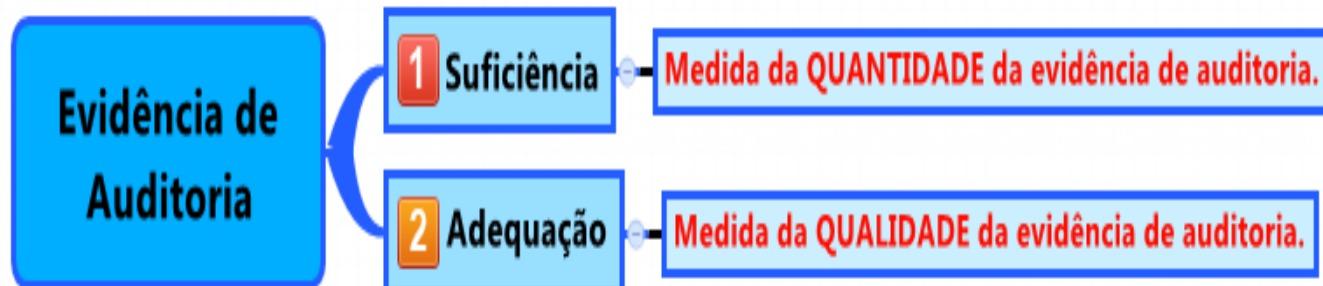 Evidência de
Auditoria
1 Suficiência
Medida da QUANTIDADE da evidência de auditoria.
2 Adequação
Medida da QUALIDADE da evidência de auditoria.